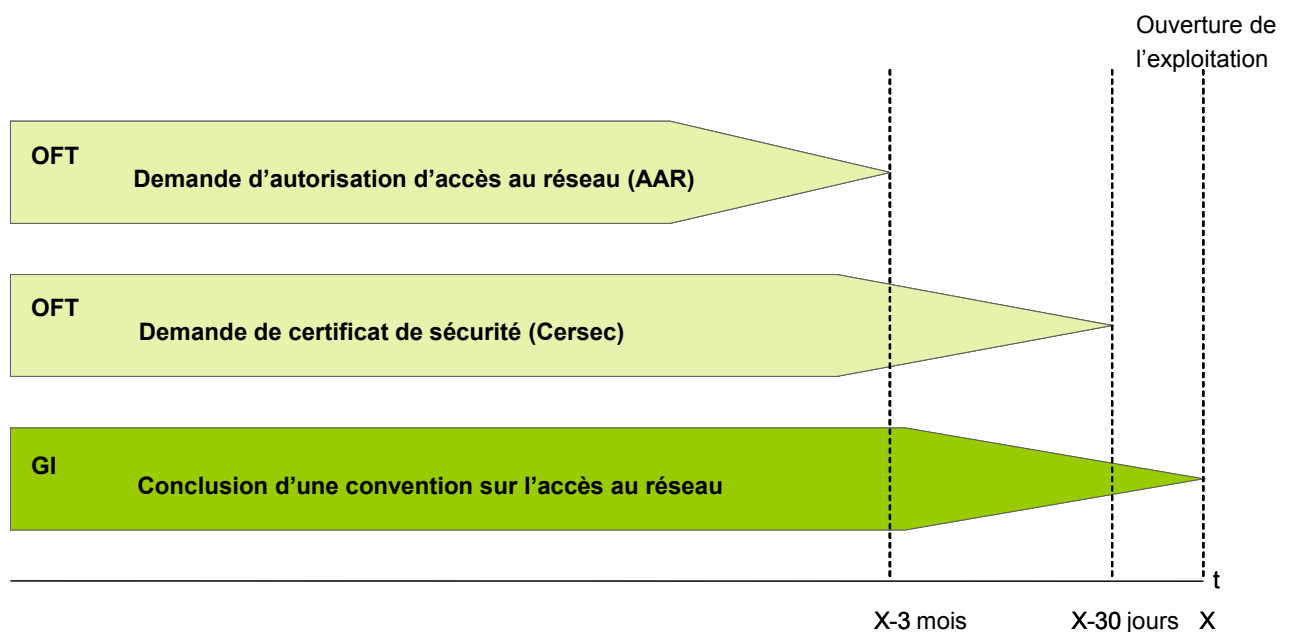 Ouverture de
l’exploitation
OFT
Demande d’autorisation d’accès au réseau (AAR)
OFT
Demande de certificat de sécurité (Cersec)
GI
Conclusion d’une convention sur l’accès au réseau
t
X-3 mois X-30 jours X